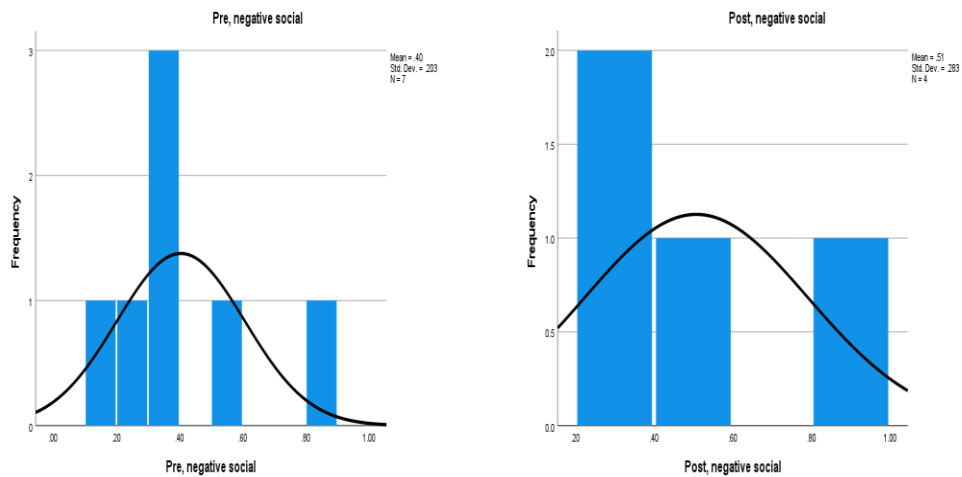 Pre, negative social
Mean = .40
Std. Dev. = .203
N = 7
3
2
1
0
Frequency
.00 .20 .40 .60 .80 1.00
Pre, negative social
Post, negative social
Mean = .51
Std. Dev. = .283
N = 4
2.0
1.5
1.0
0.5
0.0
Frequency
.20 .40 .60 .80 1.00
Post, negative social